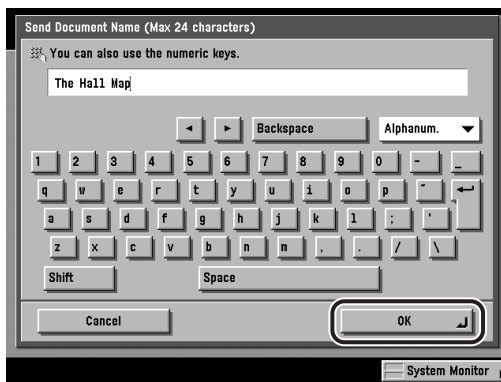 Send Document Name (Max 24 characters)
You can also use the numeric keys.
The Hall Map
◄ ► Backspace Alphanum. ▼
1 2 3 4 5 6 7 8 9 0 - _
q w e r t y u i o p ~ ↵
a s d f g h j k l ; '
z x c v b n m , . / \
Shift Space
Cancel OK
System Monitor